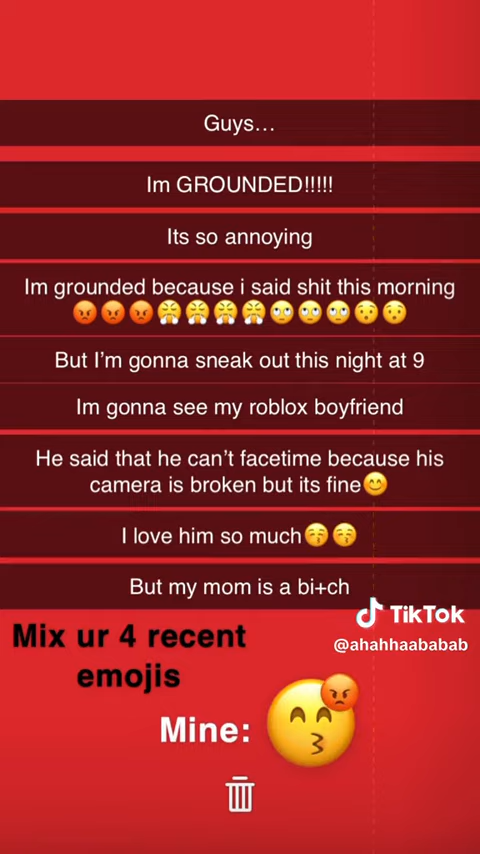 Guys...
Im GROUNDED!!!!!
Its so annoying
Im grounded because i said shit this morning
😡😡😡😤😤😤😤🙄🙄🙄😯😯
But I’m gonna sneak out this night at 9
Im gonna see my roblox boyfriend
He said that he can’t facetime because his
camera is broken but its fine😊
I love him so much😚😚
But my mom is a bi+ch
TikTok
@ahahhaababab
Mix ur 4 recent
emojis
Mine: